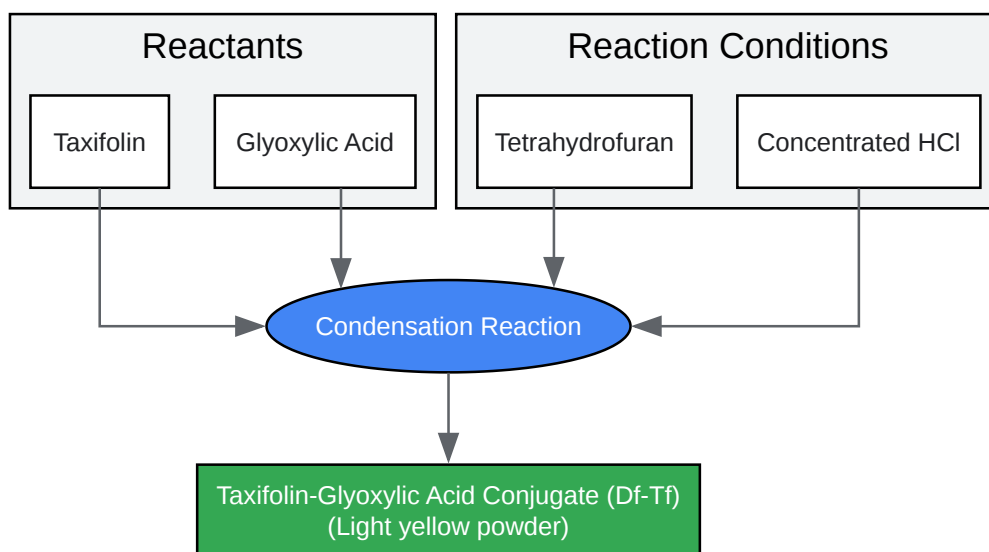 Reactants
Reaction Conditions
Taxifolin
Glyoxylic Acid
Tetrahydrofuran
Concentrated HCl
Condensation Reaction
Taxifolin-Glyoxylic Acid Conjugate (Df-Tf)
(Light yellow powder)